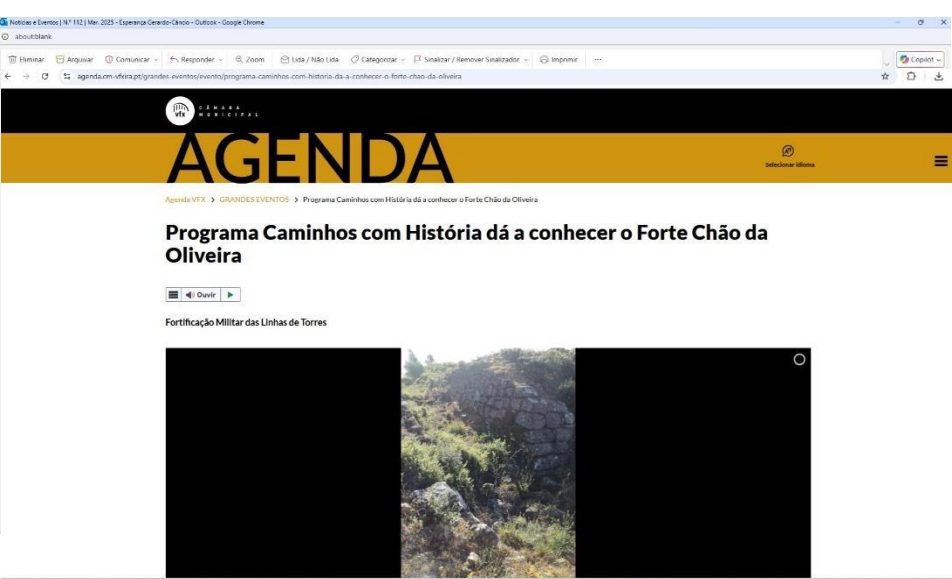 Notícias e Eventos | N.º 112 | Mar. 2025 - Esperança Gerardo-Câncio - Outlook - Google Chrome
about:blank
Eliminar Arquivar Comunicar Responder Zoom Lida / Não Lida Categorizar Sinalizar / Remover Sinalizador Imprimir ... Copilot
agenda.cm-vfxira.pt/grandes-eventos/evento/programa-caminhos-com-historia-da-a-conhecer-o-forte-chao-da-oliveira
vfx
CÂMARA
MUNICIPAL
AGENDA
Selecionar Idioma
Agenda VFX > GRANDES EVENTOS > Programa Caminhos com História dá a conhecer o Forte Chão da Oliveira
Programa Caminhos com História dá a conhecer o Forte Chão da
Oliveira
Ouvir
Fortificação Militar das Linhas de Torres